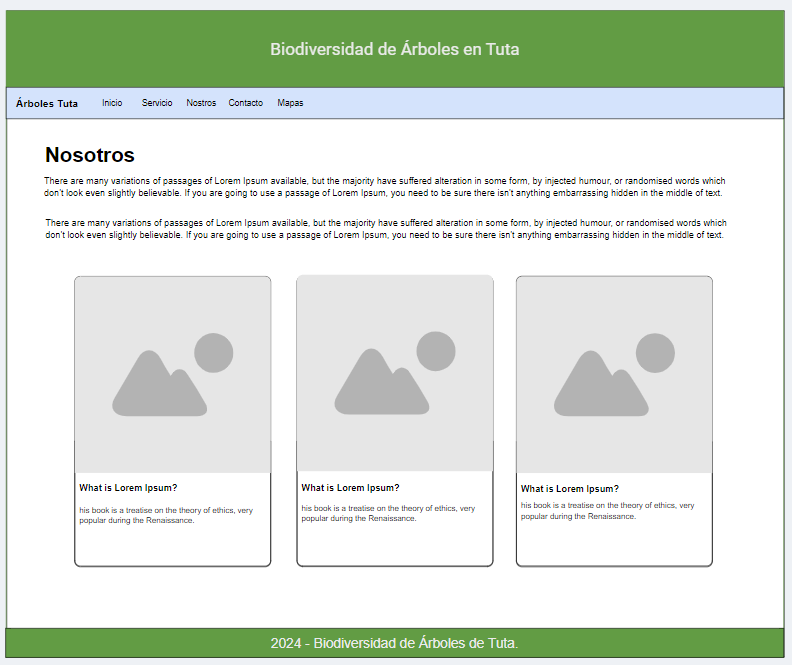 Biodiversidad de Árboles en Tuta
Árboles Tuta Inicio Servicio Nostros Contacto Mapas
Nosotros
There are many variations of passages of Lorem Ipsum available, but the majority have suffered alteration in some form, by injected humour, or randomised words which
don't look even slightly believable. If you are going to use a passage of Lorem Ipsum, you need to be sure there isn't anything embarrassing hidden in the middle of text.
There are many variations of passages of Lorem Ipsum available, but the majority have suffered alteration in some form, by injected humour, or randomised words which
don't look even slightly believable. If you are going to use a passage of Lorem Ipsum, you need to be sure there isn't anything embarrassing hidden in the middle of text.
What is Lorem Ipsum?
his book is a treatise on the theory of ethics, very
popular during the Renaissance.
What is Lorem Ipsum?
his book is a treatise on the theory of ethics, very
popular during the Renaissance.
What is Lorem Ipsum?
his book is a treatise on the theory of ethics, very
popular during the Renaissance.
2024 - Biodiversidad de Árboles de Tuta.